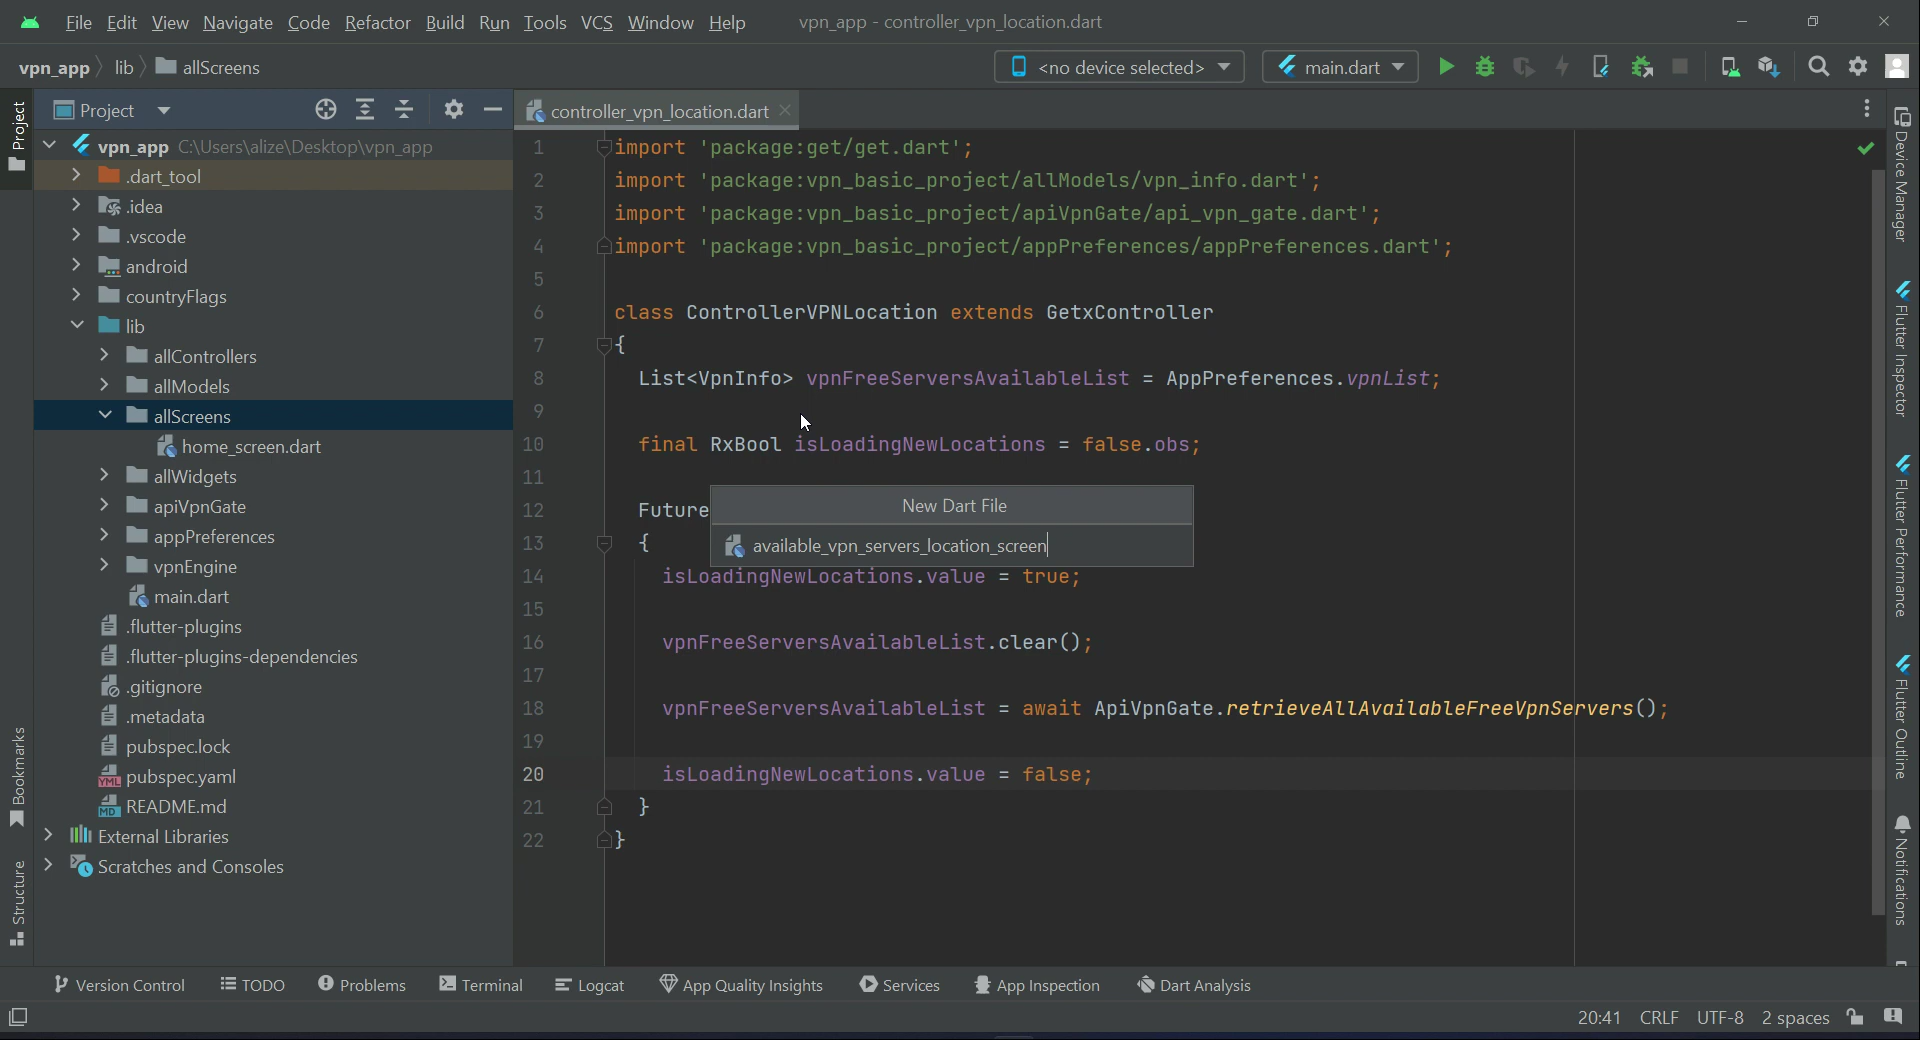 File Edit View Navigate Code Refactor Build Run Tools VCS Window Help vpn_app - controller_vpn_location.dart
vpn_app lib allScreens <no device selected> main.dart
Project
Project
controller_vpn_location.dart
vpn_app C:\Users\alize\Desktop\vpn_app
.dart_tool
.idea
.vscode
android
countryFlags
lib
allControllers
allModels
allScreens
home_screen.dart
allWidgets
apiVpnGate
appPreferences
vpnEngine
main.dart
.flutter-plugins
.flutter-plugins-dependencies
.gitignore
.metadata
pubspec.lock
YML pubspec.yaml
MD README.md
External Libraries
Scratches and Consoles
Bookmarks
Structure
1 import 'package:get/get.dart';
2 import 'package:vpn_basic_project/allModels/vpn_info.dart';
3 import 'package:vpn_basic_project/apiVpnGate/api_vpn_gate.dart';
4 import 'package:vpn_basic_project/appPreferences/appPreferences.dart';
5
6 class ControllerVPNLocation extends GetxController
7 {
8 List<VpnInfo> vpnFreeServersAvailableList = AppPreferences.vpnList;
9
10 final RxBool isLoadingNewLocations = false.obs;
11
12 Future
13 {
14 isLoadingNewLocations.value = true;
15
16 vpnFreeServersAvailableList.clear();
17
18 vpnFreeServersAvailableList = await ApiVpnGate.retrieveAllAvailableFreeVpnServers();
19
20 isLoadingNewLocations.value = false;
21 }
22 }
New Dart File
available_vpn_servers_location_screen
Device Manager
Flutter Inspector
Flutter Performance
Flutter Outline
Notifications
Version Control TODO Problems Terminal Logcat App Quality Insights Services App Inspection Dart Analysis
20:41 CRLF UTF-8 2 spaces